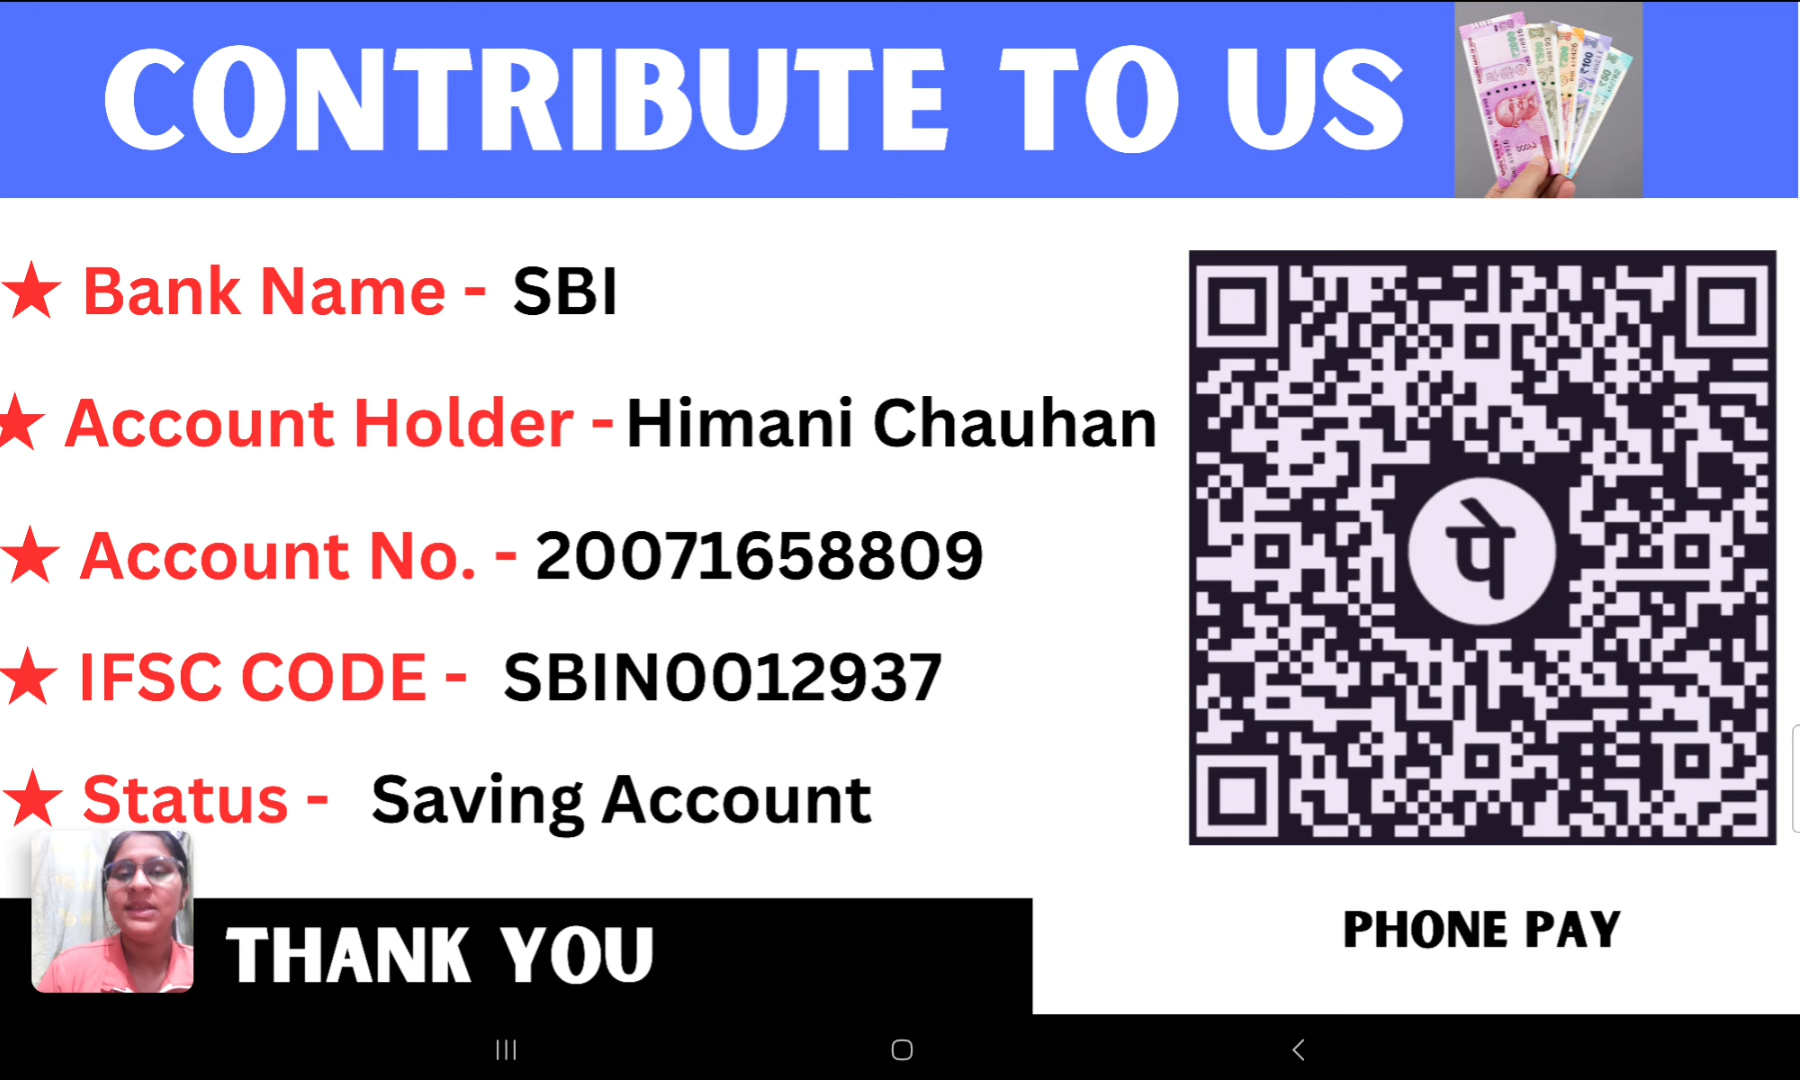 CONTRIBUTE TO US
★ Bank Name - SBI
★ Account Holder - Himani Chauhan
★ Account No. - 20071658809
★ IFSC CODE - SBIN0012937
★ Status - Saving Account
पे
PHONE PAY
THANK YOU